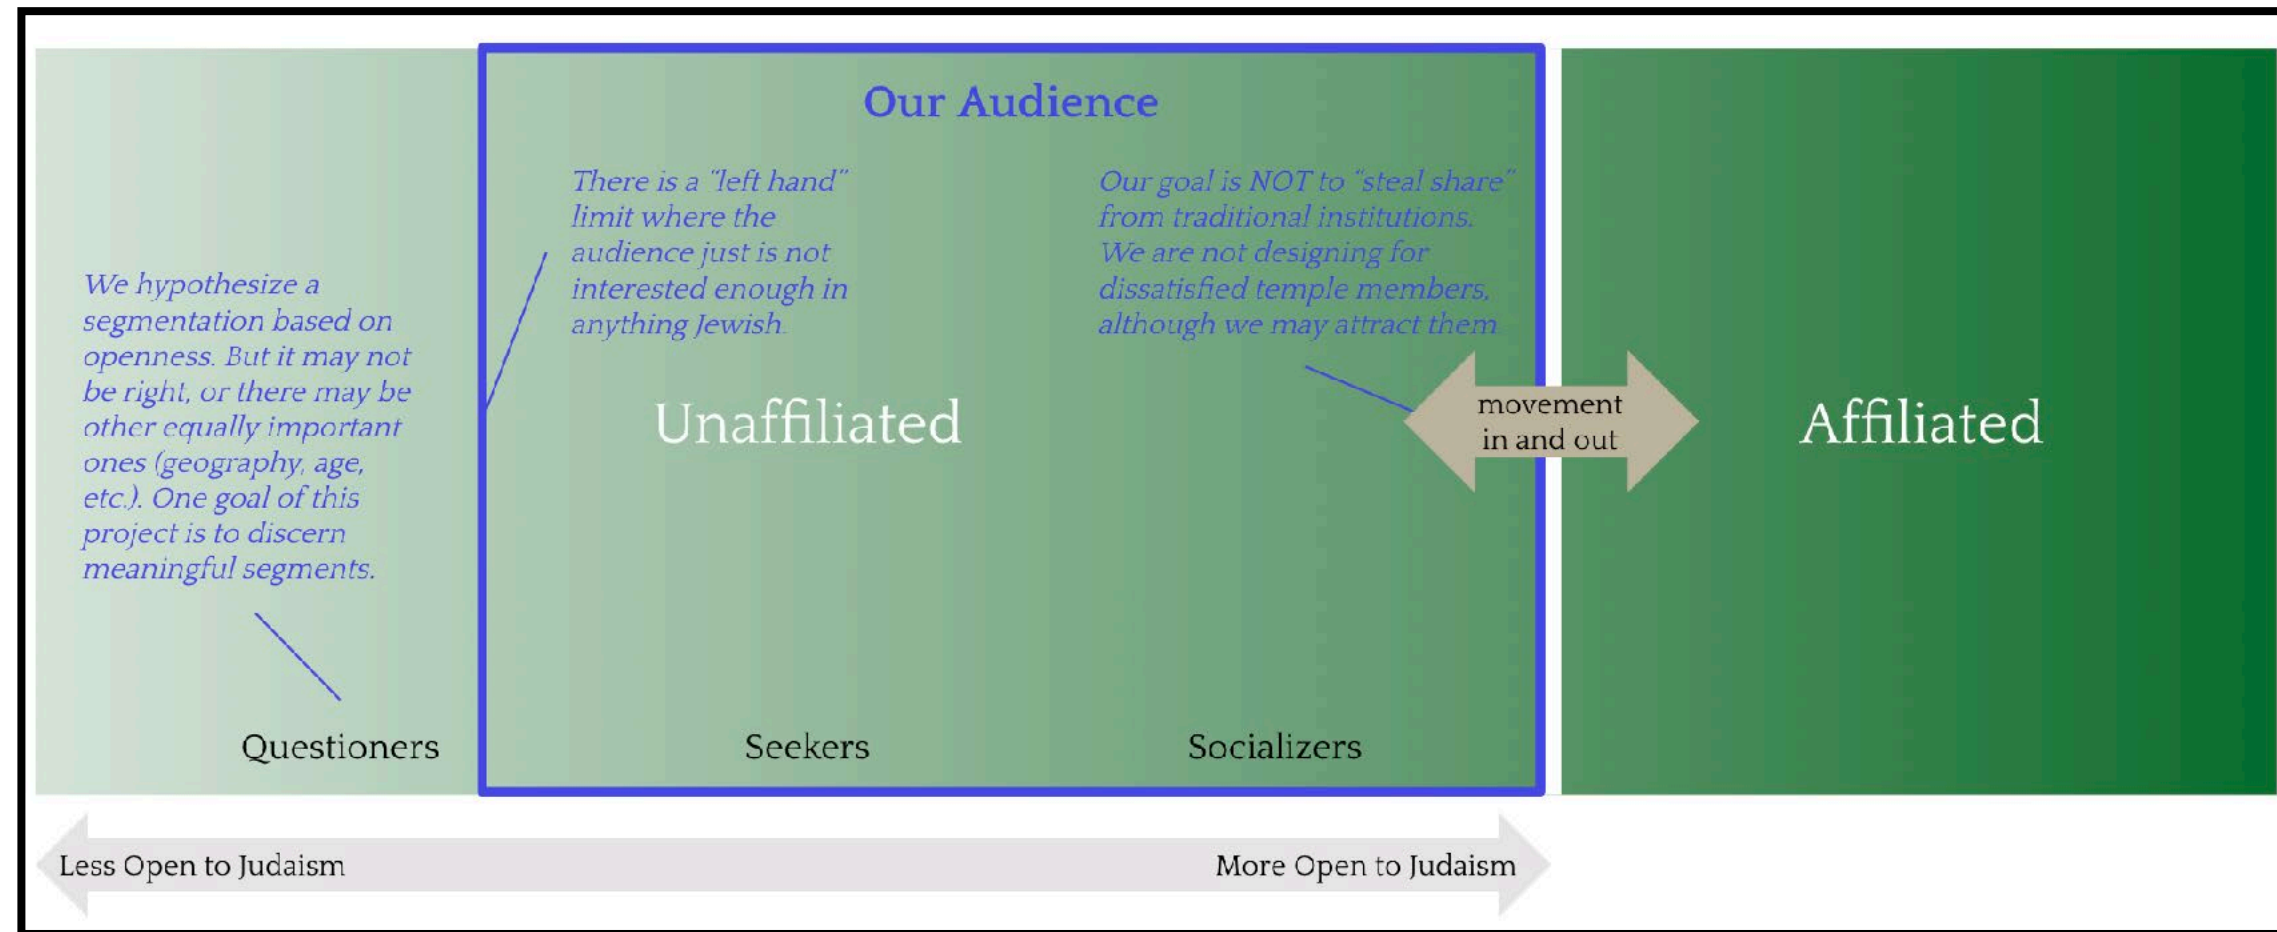 Our Audience
We hypothesize a
segmentation based on
openness. But it may not
be right, or there may be
other equally important
ones (geography, age,
etc.). One goal of this
project is to discern
meaningful segments.
There is a "left hand"
limit where the
audience just is not
interested enough in
anything Jewish.
Our goal is NOT to "steal share"
from traditional institutions.
We are not designing for
dissatisfied temple members,
although we may attract them.
Unaffiliated
movement
in and out
Affiliated
Questioners
Seekers
Socializers
Less Open to Judaism
More Open to Judaism